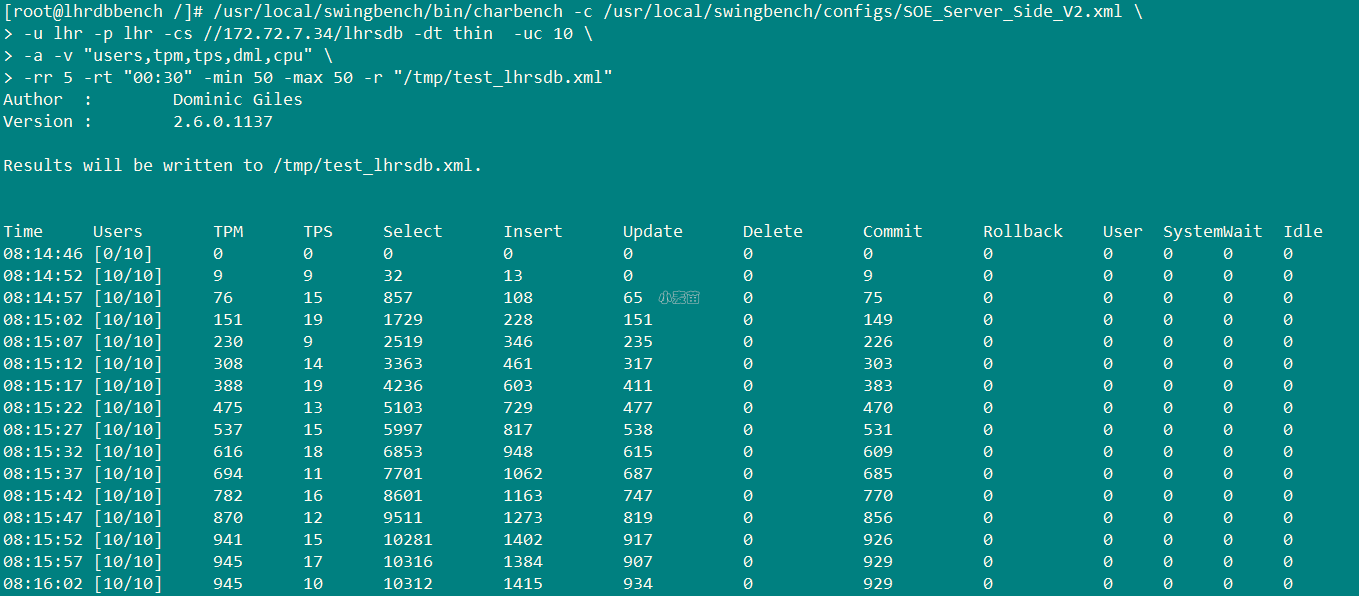 [root@lhrdbbench /]# /usr/local/swingbench/bin/charbench -c /usr/local/swingbench/configs/SOE_Server_Side_V2.xml \
> -u lhr -p lhr -cs //172.72.7.34/lhrsdb -dt thin  -uc 10 \
> -a -v "users,tpm,tps,dml,cpu" \
> -rr 5 -rt "00:30" -min 50 -max 50 -r "/tmp/test_lhrsdb.xml"
Author  :        Dominic Giles
Version :        2.6.0.1137
Results will be written to /tmp/test_lhrsdb.xml.
Time     Users       TPM      TPS     Select      Insert      Update      Delete      Commit      Rollback    User  SystemWait  Idle
08:14:46 [0/10]      0        0       0           0           0           0           0           0           0     0     0     0
08:14:52 [10/10]     9        9       32          13          0           0           9           0           0     0     0     0
08:14:57 [10/10]     76       15      857         108         65 小麦苗      0           75          0           0     0     0     0
08:15:02 [10/10]     151      19      1729        228         151         0           149         0           0     0     0     0
08:15:07 [10/10]     230      9       2519        346         235         0           226         0           0     0     0     0
08:15:12 [10/10]     308      14      3363        461         317         0           303         0           0     0     0     0
08:15:17 [10/10]     388      19      4236        603         411         0           383         0           0     0     0     0
08:15:22 [10/10]     475      13      5103        729         477         0           470         0           0     0     0     0
08:15:27 [10/10]     537      15      5997        817         538         0           531         0           0     0     0     0
08:15:32 [10/10]     616      18      6853        948         615         0           609         0           0     0     0     0
08:15:37 [10/10]     694      11      7701        1062        687         0           685         0           0     0     0     0
08:15:42 [10/10]     782      16      8601        1163        747         0           770         0           0     0     0     0
08:15:47 [10/10]     870      12      9511        1273        819         0           856         0           0     0     0     0
08:15:52 [10/10]     941      15      10281       1402        917         0           926         0           0     0     0     0
08:15:57 [10/10]     945      17      10316       1384        907         0           929         0           0     0     0     0
08:16:02 [10/10]     945      10      10312       1415        934         0           929         0           0     0     0     0